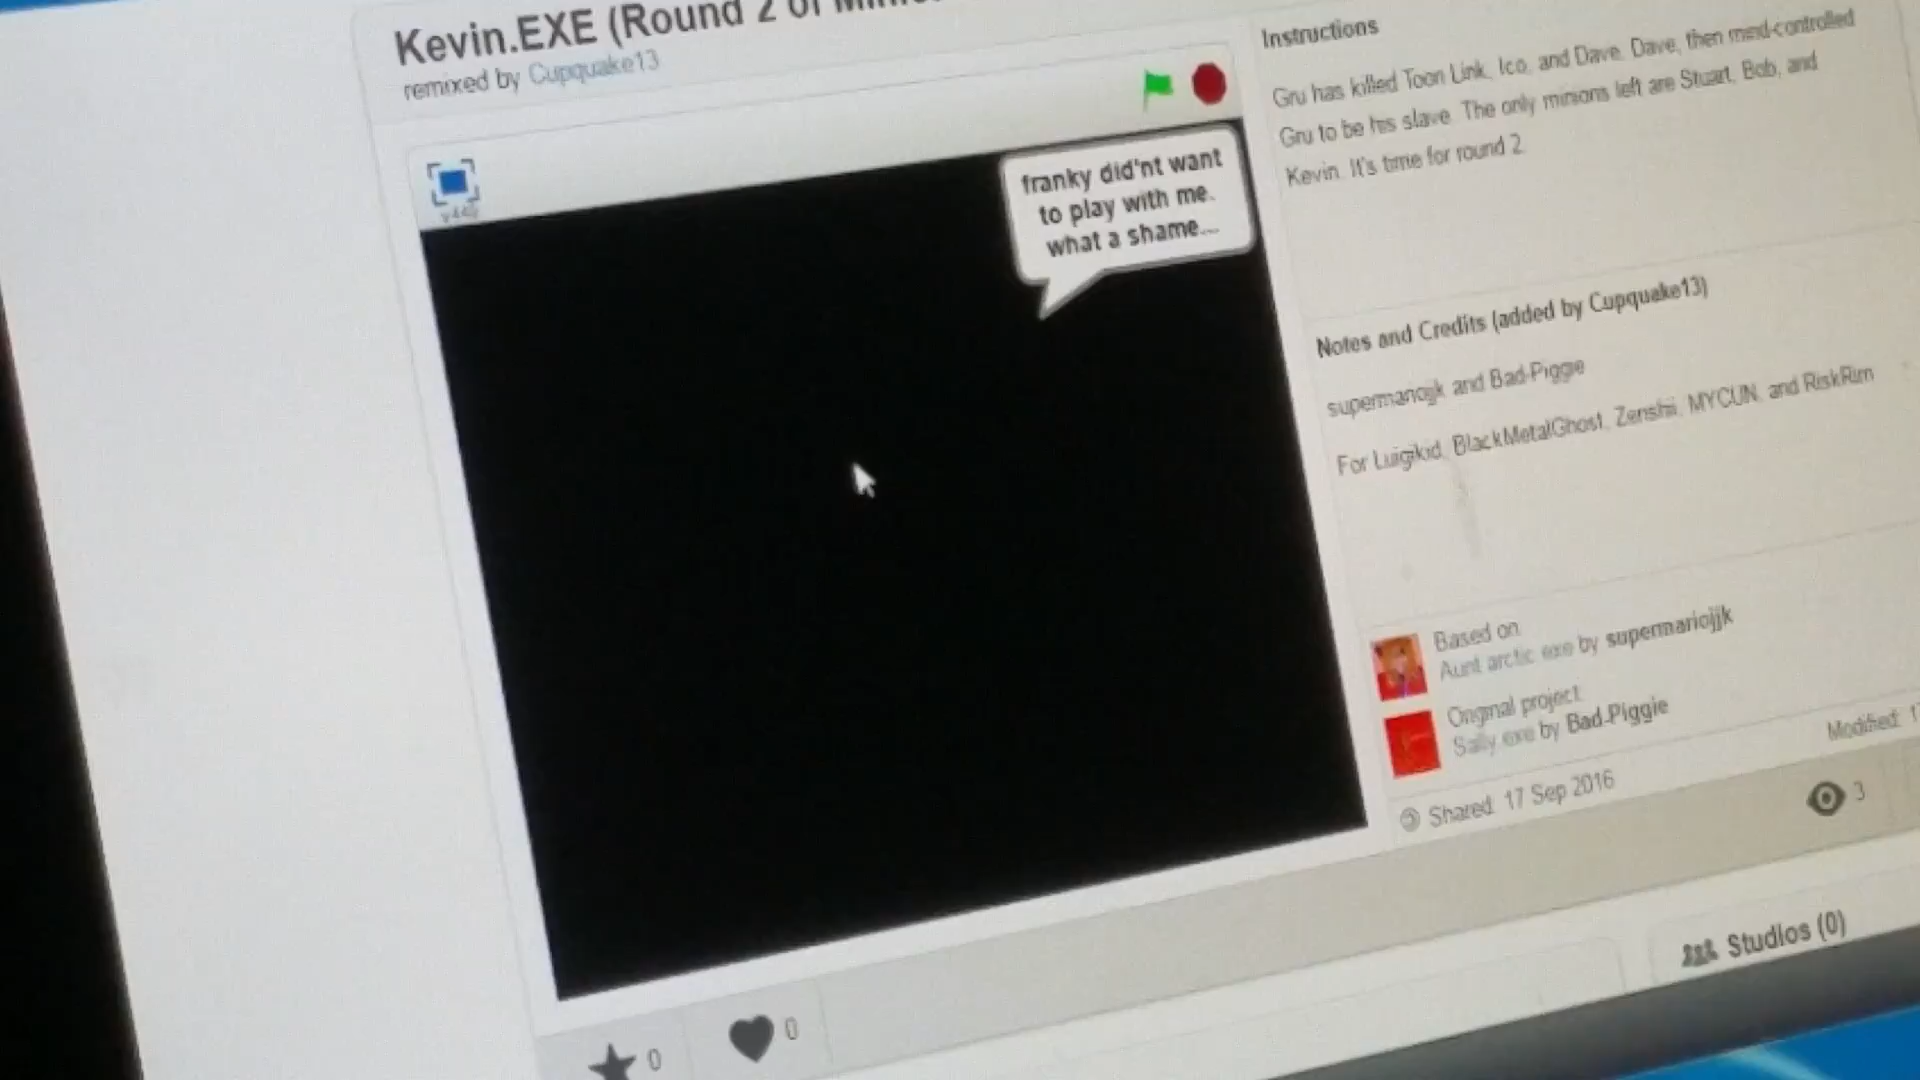 Kevin.EXE (Round 2 of
remixed by Cupquake13
v442
franky did'nt want
to play with me.
what a shame...
Instructions
Gru has killed Toon Link, Ico, and Dave. Dave, then mind-controlled
Gru to be his slave. The only minions left are Stuart, Bob, and
Kevin. It's time for round 2.
Notes and Credits (added by Cupquake13)
supermariojjk and Bad-Piggie
For Luigikid, BlackMetalGhost, Zenshii, MYCUN, and RiskRim
Based on:
Aunt arctic exe by supermariojjk
Original project:
Sally exe by Bad-Piggie
Shared: 17 Sep 2016
Modified: 1
3
0
0
Studios (0)